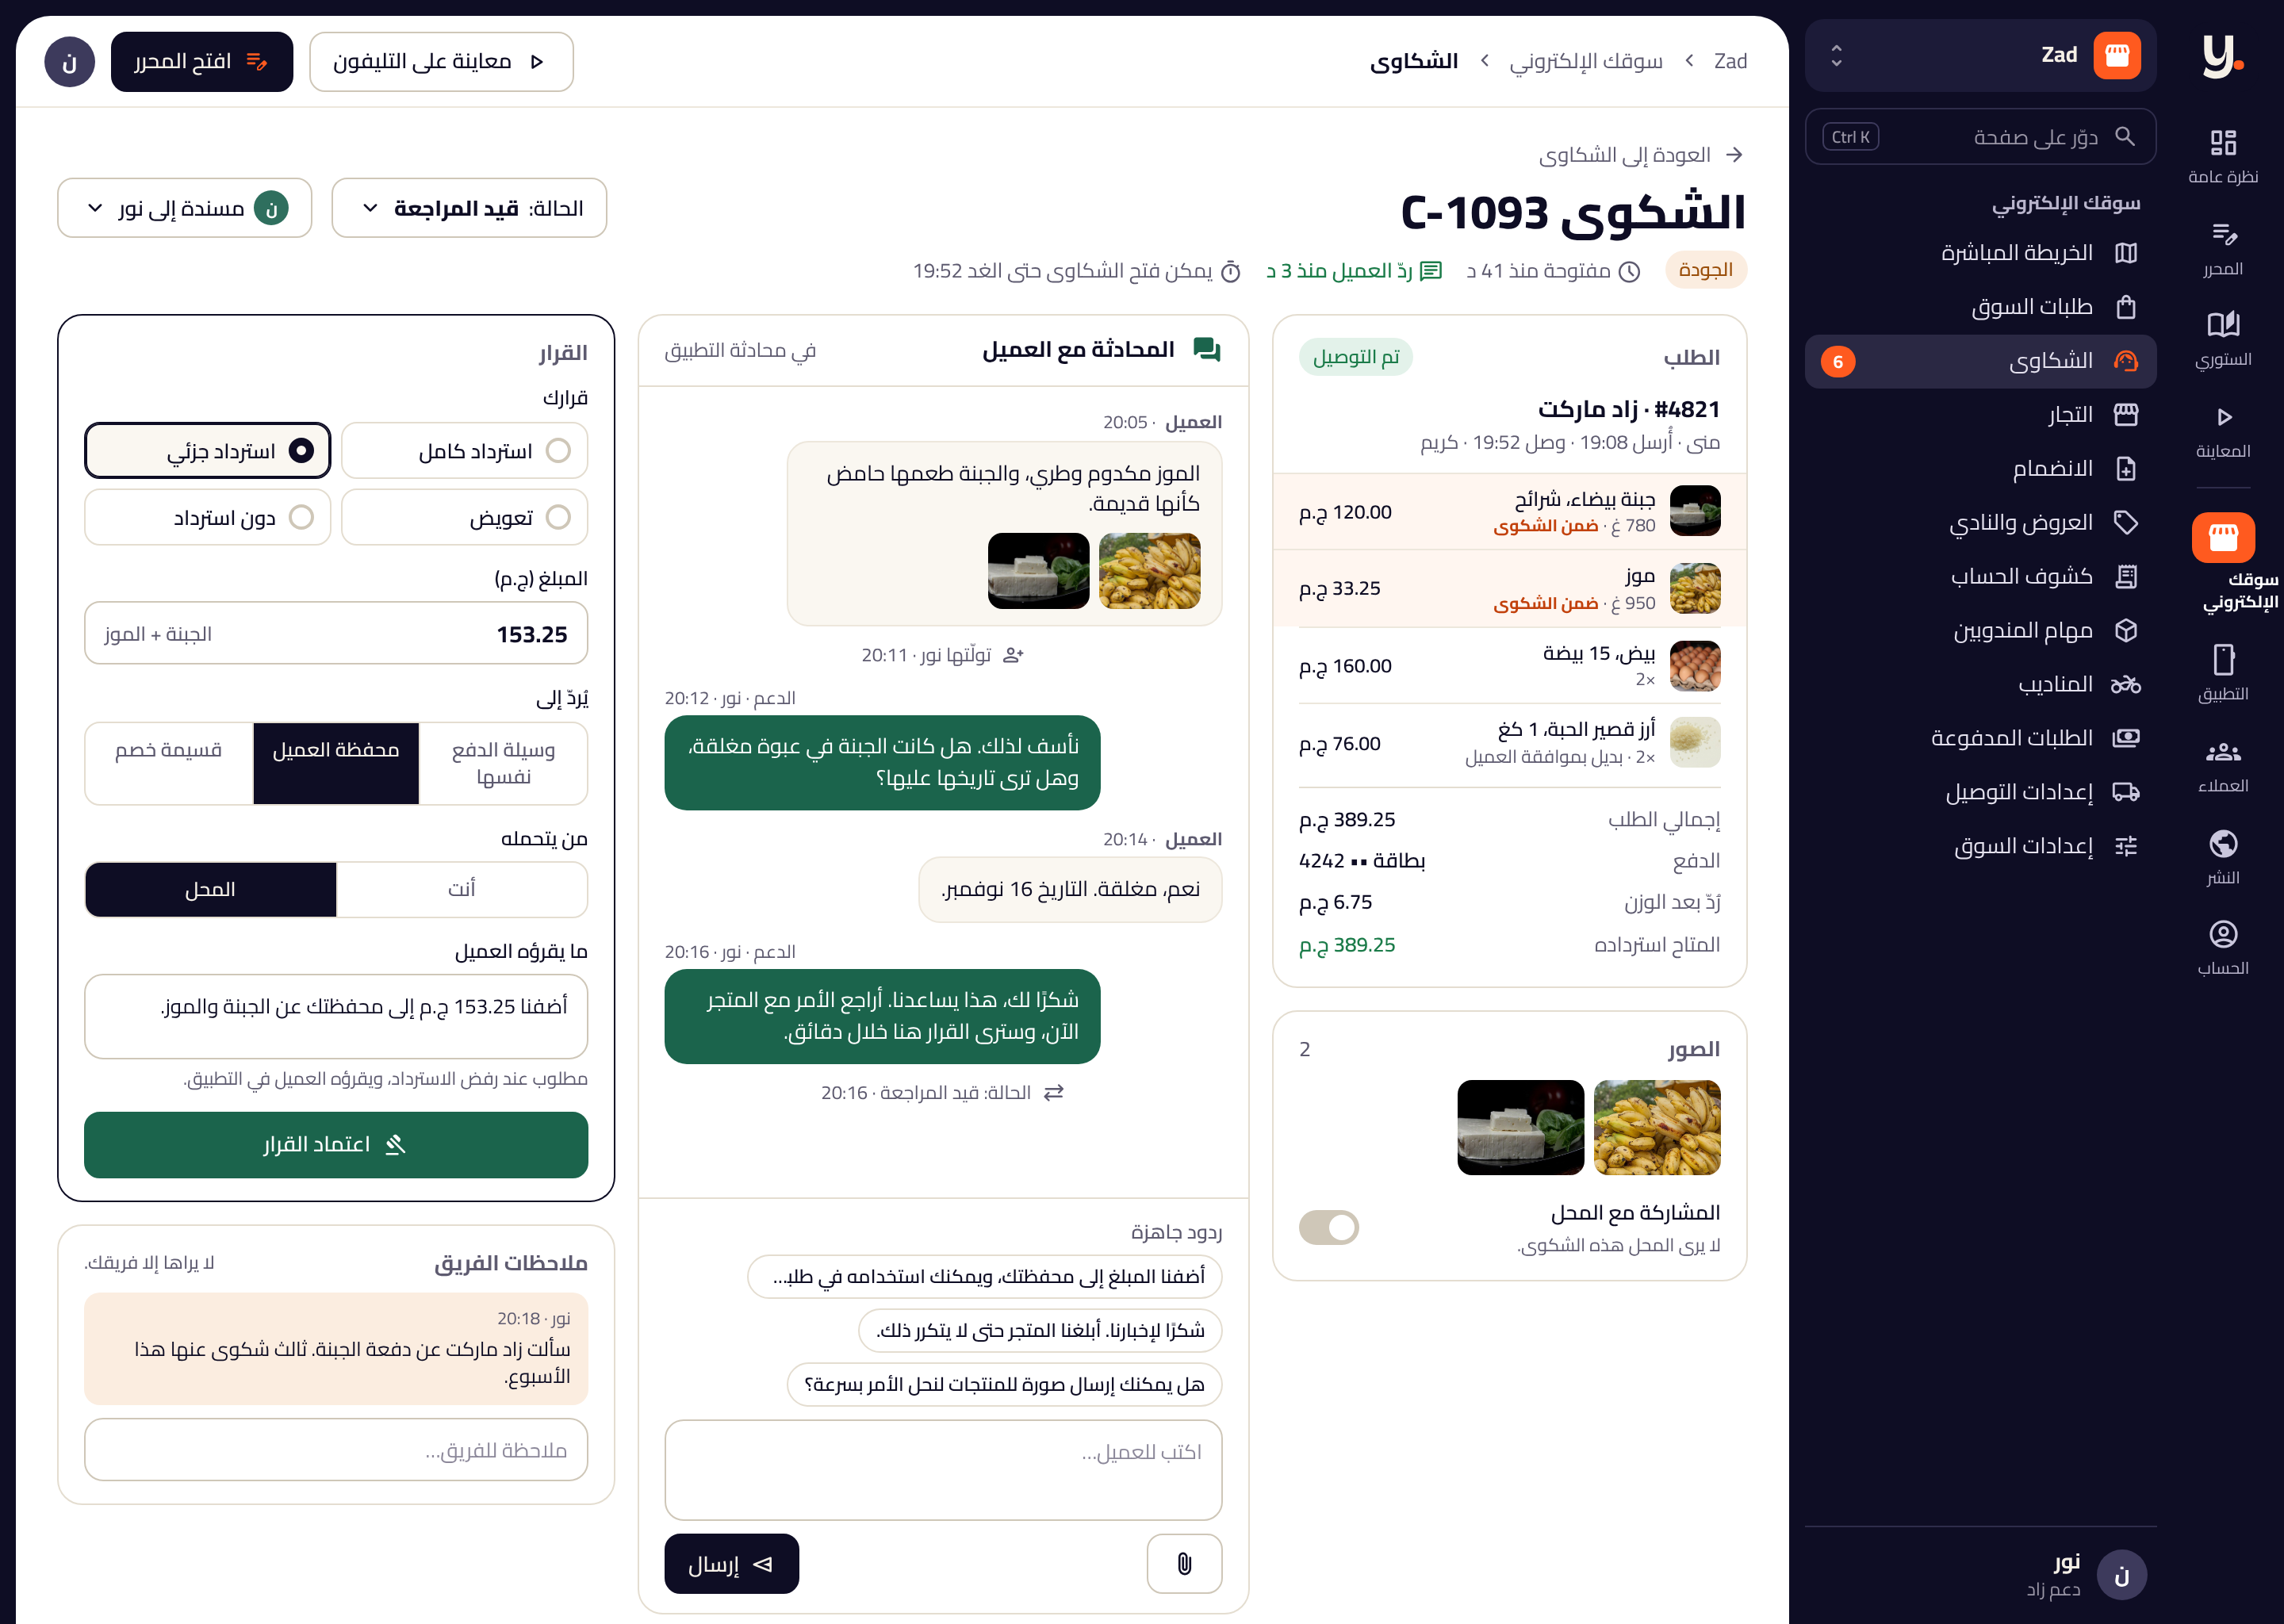 y.
نظرة عامة
المحرر
الستوري
المعاينة
سوقك
الإلكتروني
التطبيق
العملاء
النشر
الحساب
Zad
دوّر على صفحة
Ctrl K
سوقك الإلكتروني
الخريطة المباشرة
طلبات السوق
الشكاوى
6
التجار
الانضمام
العروض والنادي
كشوف الحساب
مهام المندوبين
المناديب
الطلبات المدفوعة
إعدادات التوصيل
إعدادات السوق
ن
نور
دعم زاد
Zad › سوقك الإلكتروني › الشكاوى
معاينة على التليفون
افتح المحرر
ن
العودة إلى الشكاوى
الشكوى C-1093
الحالة: قيد المراجعة
ن مسندة إلى نور
الجودة
مفتوحة منذ 41 د
ردّ العميل منذ 3 د
يمكن فتح الشكاوى حتى الغد 19:52
الطلب
تم التوصيل
#4821 · زاد ماركت
منى · أُرسل 19:08 · وصل 19:52 · كريم
جبنة بيضاء، شرائح
780 غ · ضمن الشكوى
120.00 ج.م
موز
950 غ · ضمن الشكوى
33.25 ج.م
بيض، 15 بيضة
×2
160.00 ج.م
أرز قصير الحبة، 1 كغ
×2 · بديل بموافقة العميل
76.00 ج.م
إجمالي الطلب 389.25 ج.م
الدفع بطاقة •• 4242
رُدّ بعد الوزن 6.75 ج.م
المتاح استرداده 389.25 ج.م
الصور
2
المشاركة مع المحل
لا يرى المحل هذه الشكوى.
المحادثة مع العميل
في محادثة التطبيق
العميل · 20:05
الموز مكدوم وطري، والجبنة طعمها حامض
كأنها قديمة.
تولّتها نور · 20:11
الدعم · نور · 20:12
نأسف لذلك. هل كانت الجبنة في عبوة مغلقة،
وهل ترى تاريخها عليها؟
العميل · 20:14
نعم، مغلقة. التاريخ 16 نوفمبر.
الدعم · نور · 20:16
شكرًا لك، هذا يساعدنا. أراجع الأمر مع المتجر
الآن، وسترى القرار هنا خلال دقائق.
الحالة: قيد المراجعة · 20:16
ردود جاهزة
أضفنا المبلغ إلى محفظتك، ويمكنك استخدامه في طلبـ...
شكرًا لإخبارنا. أبلغنا المتجر حتى لا يتكرر ذلك.
هل يمكنك إرسال صورة للمنتجات لنحل الأمر بسرعة؟
اكتب للعميل...
إرسال
القرار
قرارك
استرداد كامل
استرداد جزئي
تعويض
دون استرداد
المبلغ (ج.م)
153.25
الجبنة + الموز
يُردّ إلى
وسيلة الدفع
نفسها
محفظة العميل
قسيمة خصم
من يتحمله
أنت
المحل
ما يقرؤه العميل
أضفنا 153.25 ج.م إلى محفظتك عن الجبنة والموز.
مطلوب عند رفض الاسترداد، ويقرؤه العميل في التطبيق.
اعتماد القرار
ملاحظات الفريق
لا يراها إلا فريقك.
نور · 20:18
سألت زاد ماركت عن دفعة الجبنة. ثالث شكوى عنها هذا
الأسبوع.
ملاحظة للفريق...